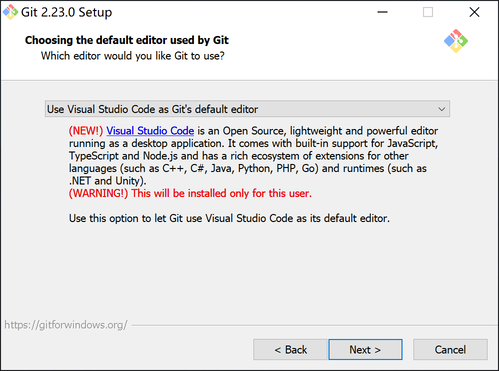 Git 2.23.0 Setup
Choosing the default editor used by Git
Which editor would you like Git to use?
Use Visual Studio Code as Git's default editor
(NEW!) Visual Studio Code is an Open Source, lightweight and powerful editor
running as a desktop application. It comes with built-in support for JavaScript,
TypeScript and Node.js and has a rich ecosystem of extensions for other
languages (such as C++, C#, Java, Python, PHP, Go) and runtimes (such as
.NET and Unity).
(WARNING!) This will be installed only for this user.
Use this option to let Git use Visual Studio Code as its default editor.
https://gitforwindows.org/
< Back Next > Cancel